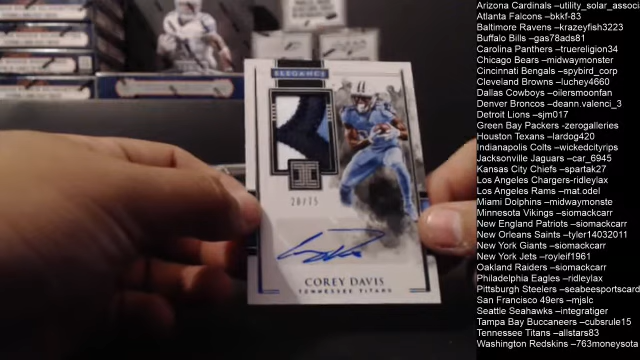 ELEGANCE
28/75
COREY DAVIS
TENNESSEE TITANS
Arizona Cardinals –utility_solar_associ
Atlanta Falcons –bkkf-83
Baltimore Ravens –krazeyfish3223
Buffalo Bills –gas78ads81
Carolina Panthers –truereligion34
Chicago Bears –midwaymonster
Cincinnati Bengals –spybird_corp
Cleveland Browns –luchey4660
Dallas Cowboys –oilersmoonfan
Denver Broncos –deann.valenci_3
Detroit Lions –sjm017
Green Bay Packers -zerogalleries
Houston Texans –lardog420
Indianapolis Colts –wickedcityrips
Jacksonville Jaguars –car_6945
Kansas City Chiefs –spartak27
Los Angeles Chargers-ridleylax
Los Angeles Rams –mat.odel
Miami Dolphins –midwaymonste
Minnesota Vikings –siomackcarr
New England Patriots –siomackcarr
New Orleans Saints –tyler14032011
New York Giants –siomackcarr
New York Jets –royleif1961
Oakland Raiders –siomackcarr
Philadelphia Eagles –ridleylax
Pittsburgh Steelers –seabeesportscard
San Francisco 49ers –mjslc
Seattle Seahawks –integratiger
Tampa Bay Buccaneers –cubsrule15
Tennessee Titans –allstars83
Washington Redskins –763moneysota